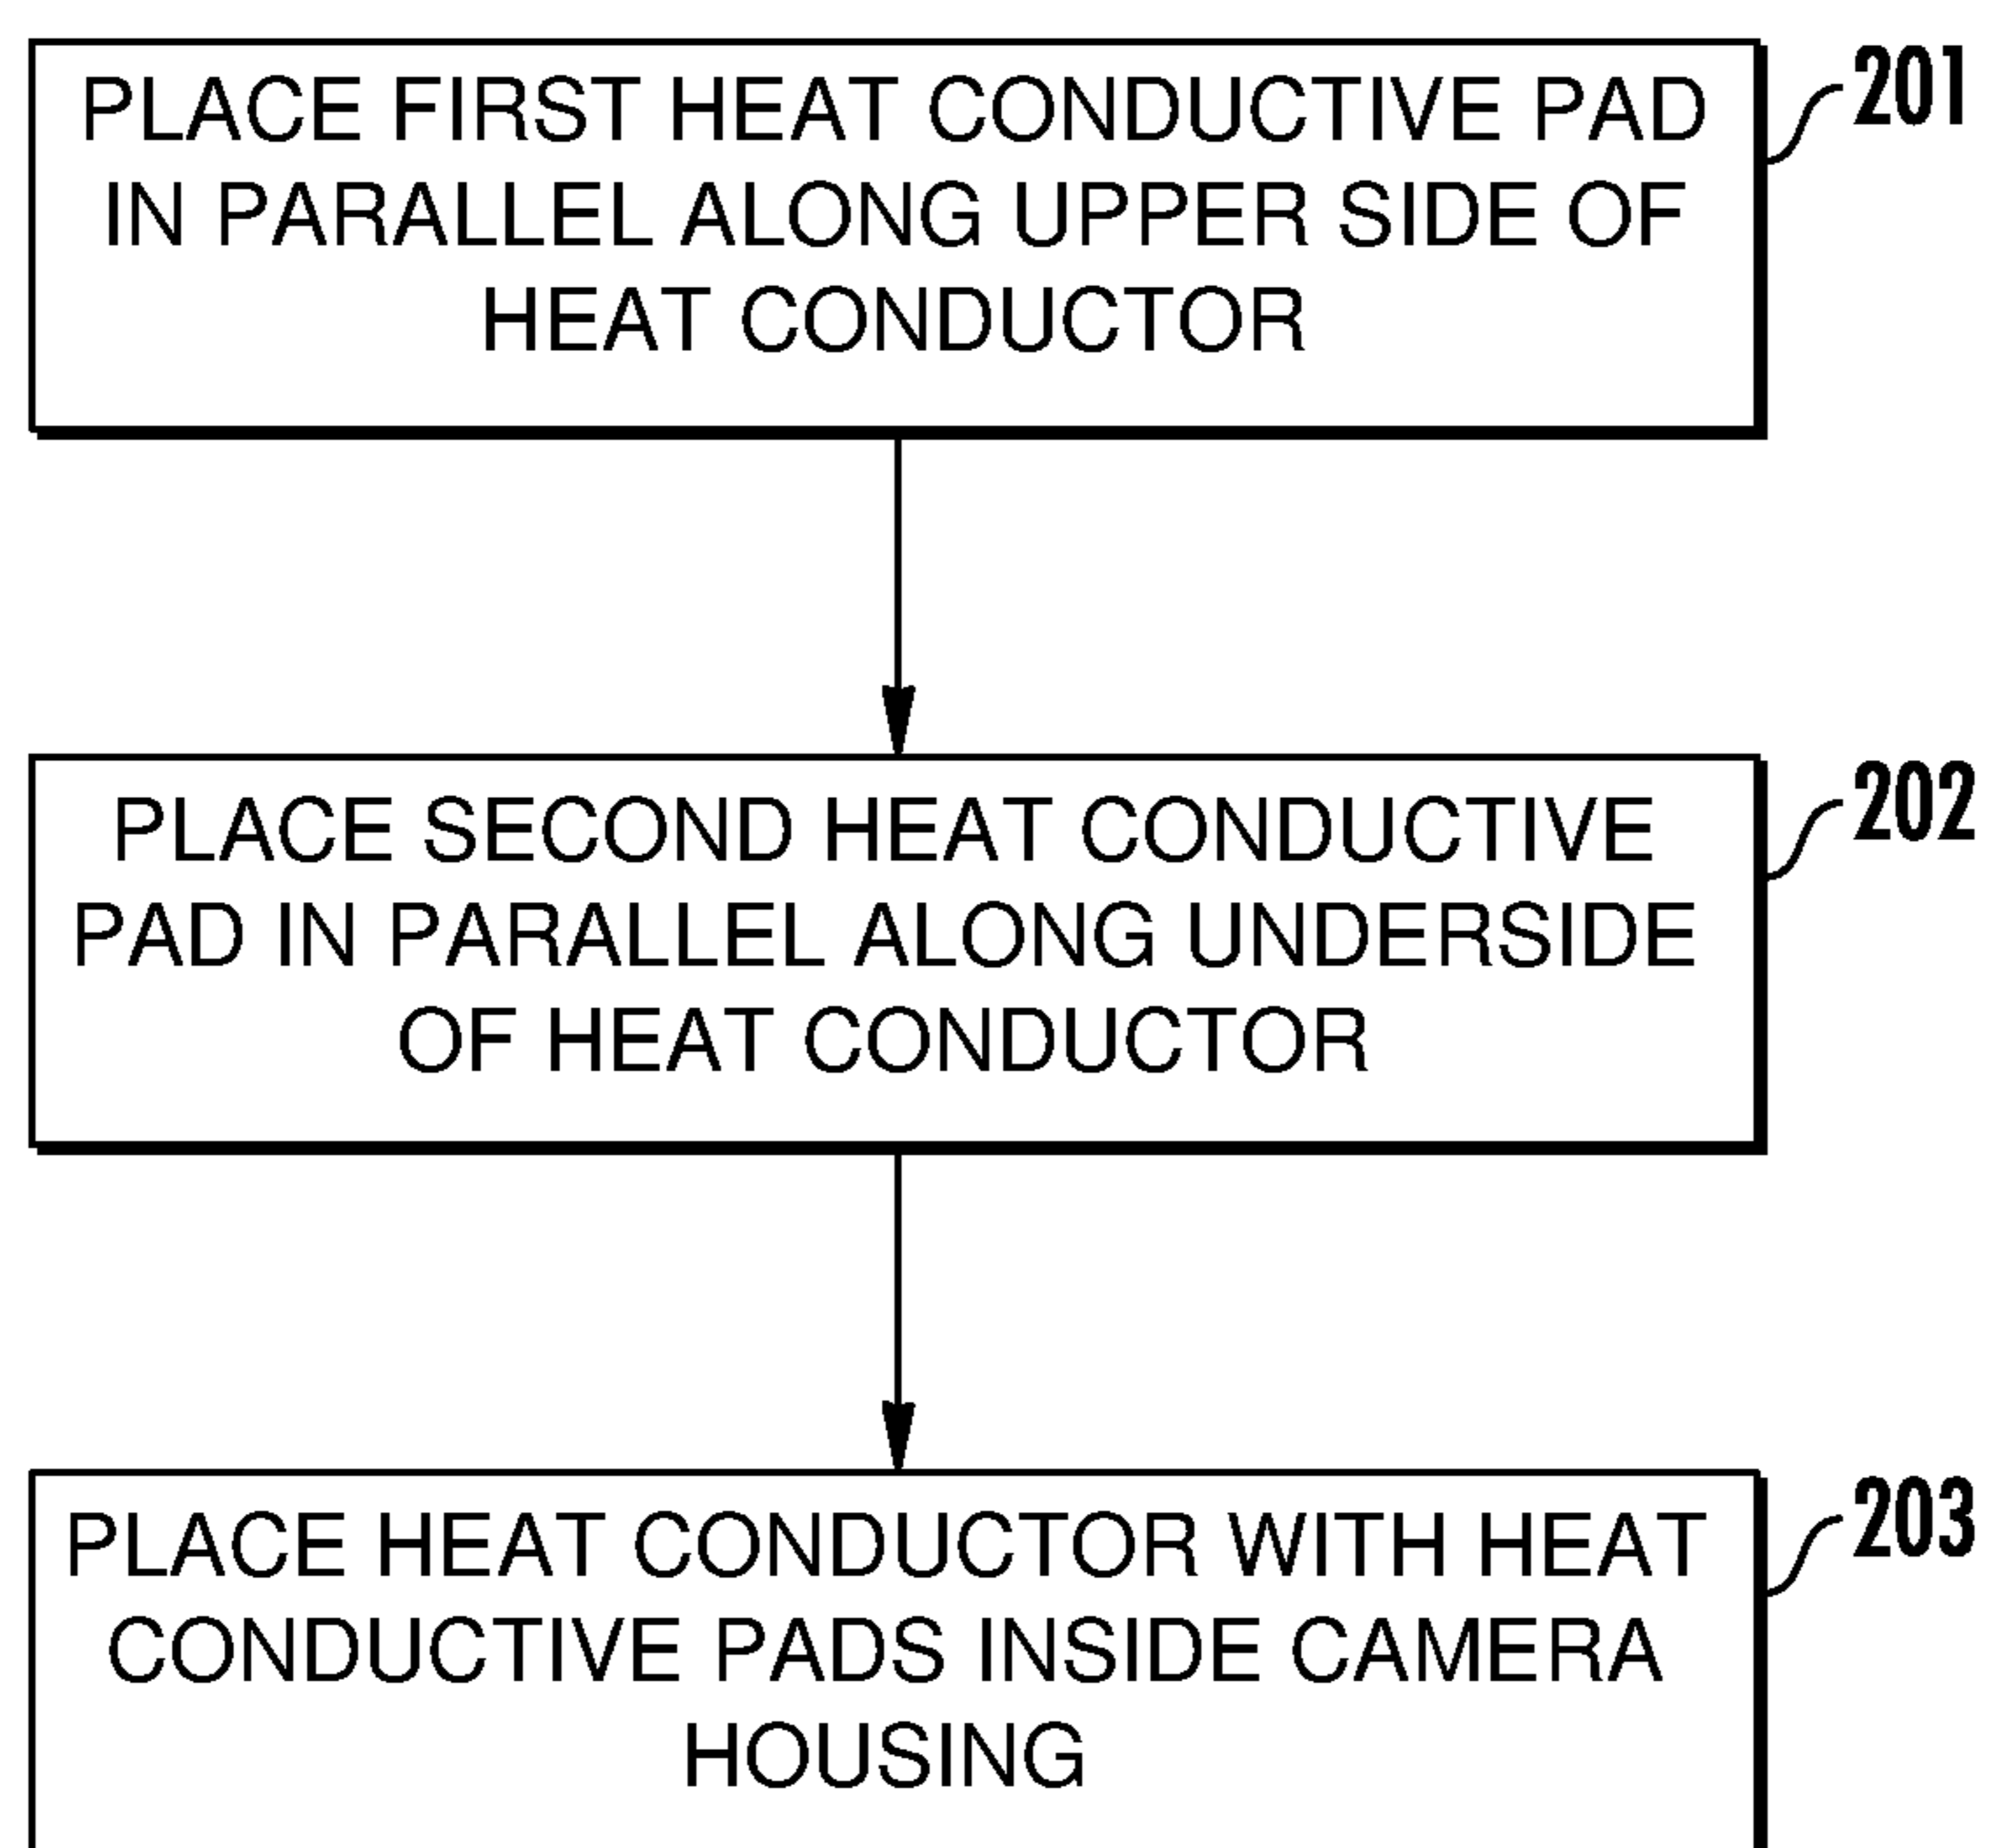 PLACE FIRST HEAT CONDUCTIVE PAD
IN PARALLEL ALONG UPPER SIDE OF
HEAT CONDUCTOR
201
PLACE SECOND HEAT CONDUCTIVE
PAD IN PARALLEL ALONG UNDERSIDE
OF HEAT CONDUCTOR
202
PLACE HEAT CONDUCTOR WITH HEAT
CONDUCTIVE PADS INSIDE CAMERA
HOUSING
203